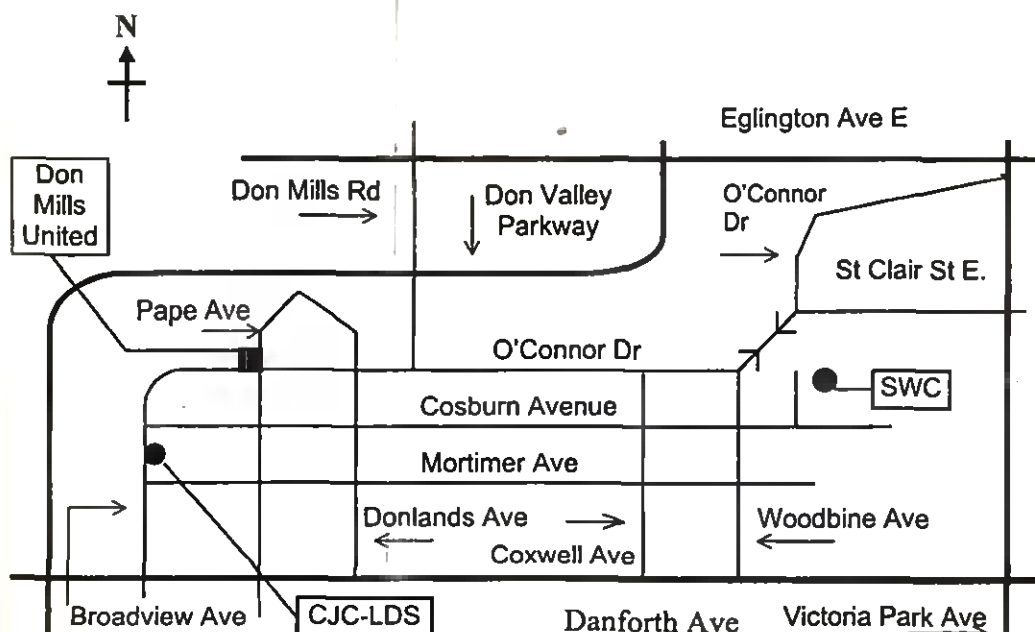 N
Eglington Ave E
Don
Mills
United
Don Mills Rd
Don Valley
Parkway
O'Connor
Dr
St Clair St E.
Pape Ave
O'Connor Dr
SWC
Cosburn Avenue
Mortimer Ave
Donlands Ave
Woodbine Ave
Coxwell Ave
Broadview Ave
CJC-LDS
Danforth Ave
Victoria Park Ave